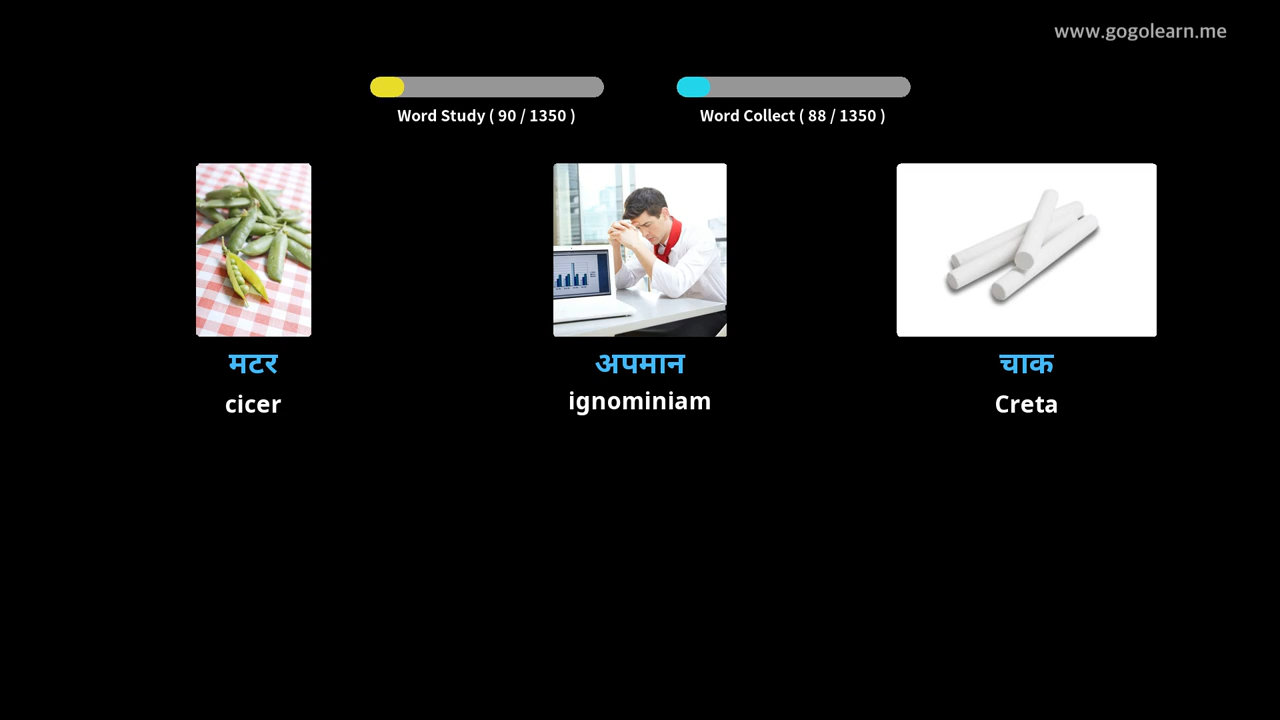 www.gogolearn.me
Word Study ( 90 / 1350 )
Word Collect ( 88 / 1350 )
मटर
cicer
अपमान
ignominiam
चाक
Creta